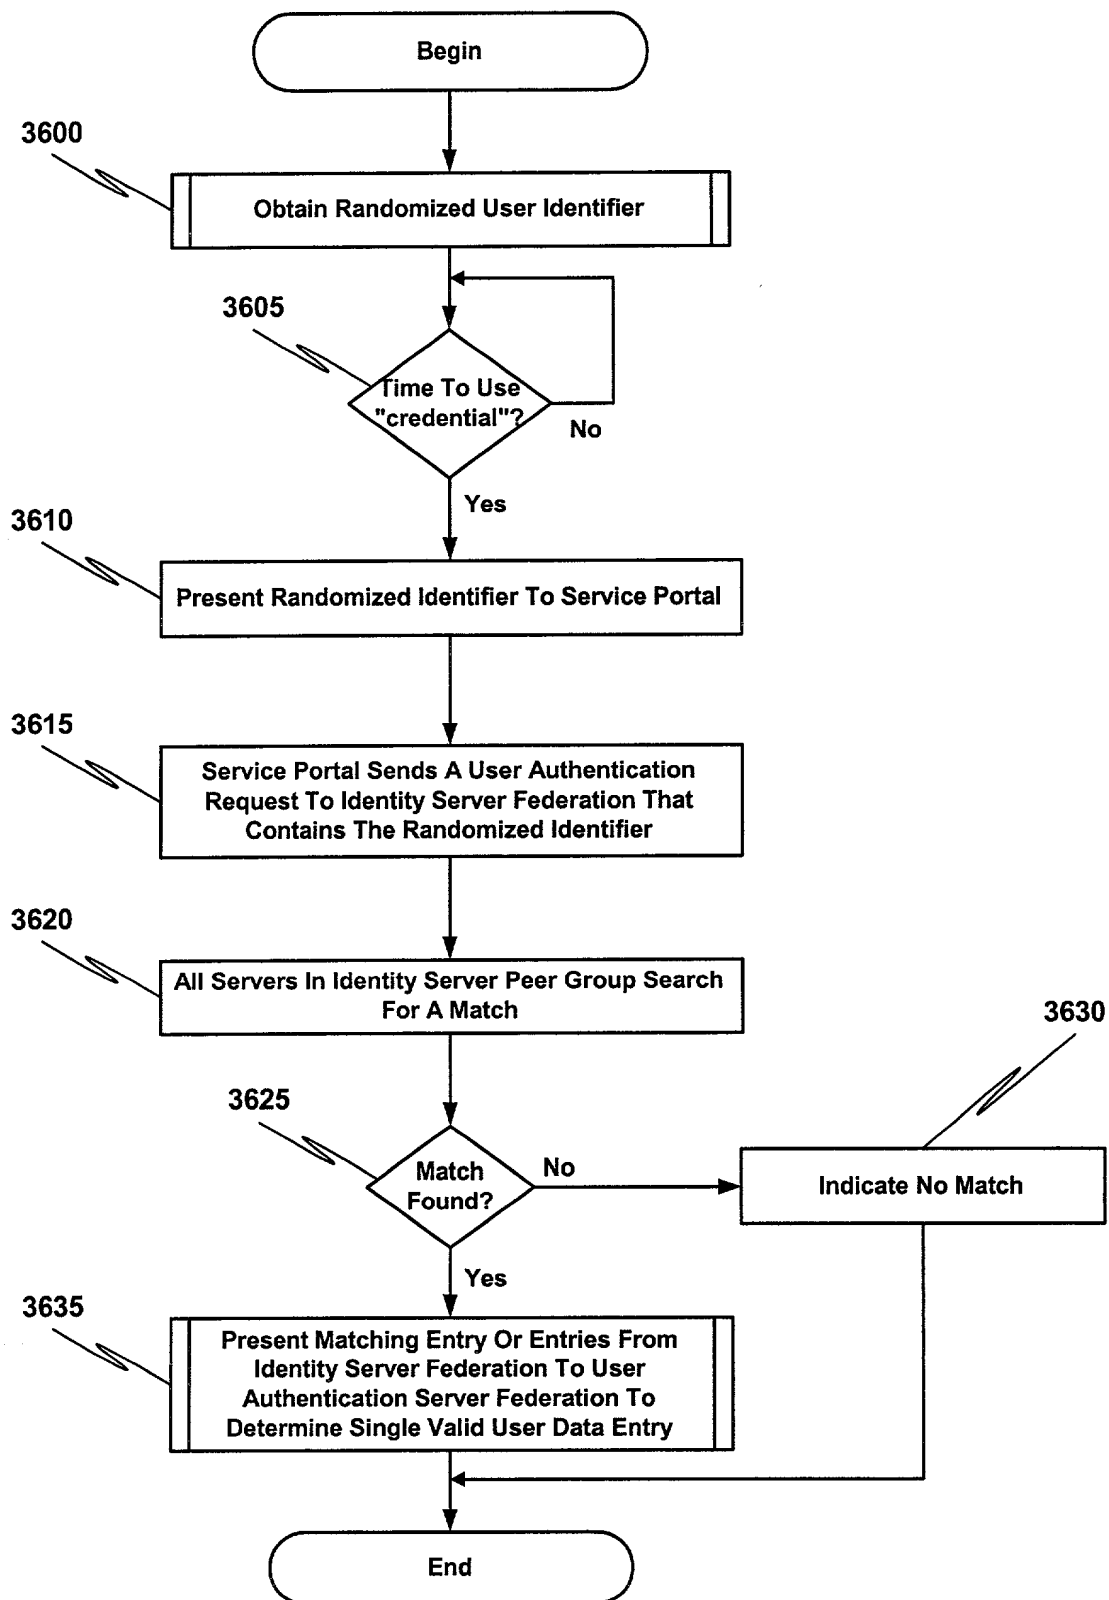 Begin
3600
Obtain Randomized User Identifier
3605
Time To Use
"credential"?
No
Yes
3610
Present Randomized Identifier To Service Portal
3615
Service Portal Sends A User Authentication
Request To Identity Server Federation That
Contains The Randomized Identifier
3620
All Servers In Identity Server Peer Group Search
For A Match
3630
3625
Match
Found?
No
Indicate No Match
Yes
3635
Present Matching Entry Or Entries From
Identity Server Federation To User
Authentication Server Federation To
Determine Single Valid User Data Entry
End